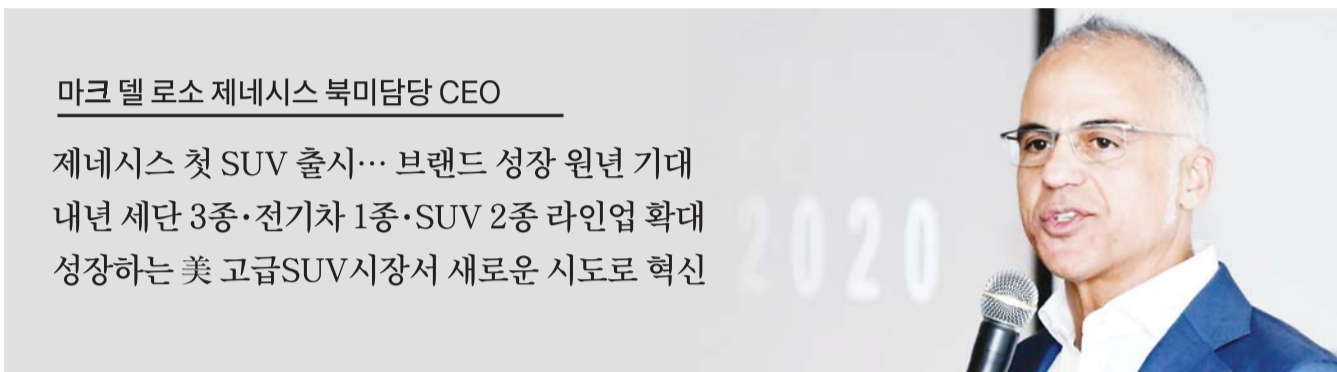 마크 델 로소 제네시스 북미담당 CEO
제네시스 첫 SUV 출시… 브랜드 성장 원년 기대
내년 세단 3종·전기차 1종·SUV 2종 라인업 확대
성장하는 美 고급SUV시장서 새로운 시도로 혁신
2020